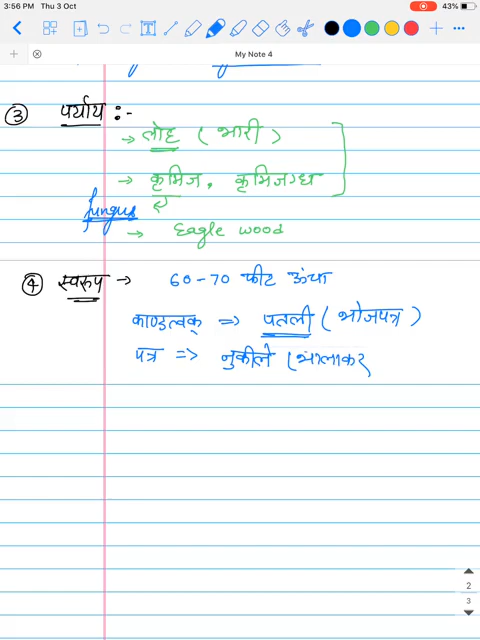 3:56 PM Thu 3 Oct
43%
My Note 4
③ पर्याय :-
→ लोह ( भारी )
→ कृमिज , कृमिजग्ध
fungus
→ Eagle wood
④ स्वरुप → 60-70 फीट ऊंचा
काण्डत्वक् => पतली ( भोजपत्र )
पत्र => नुकीले (भालाकर
2
3